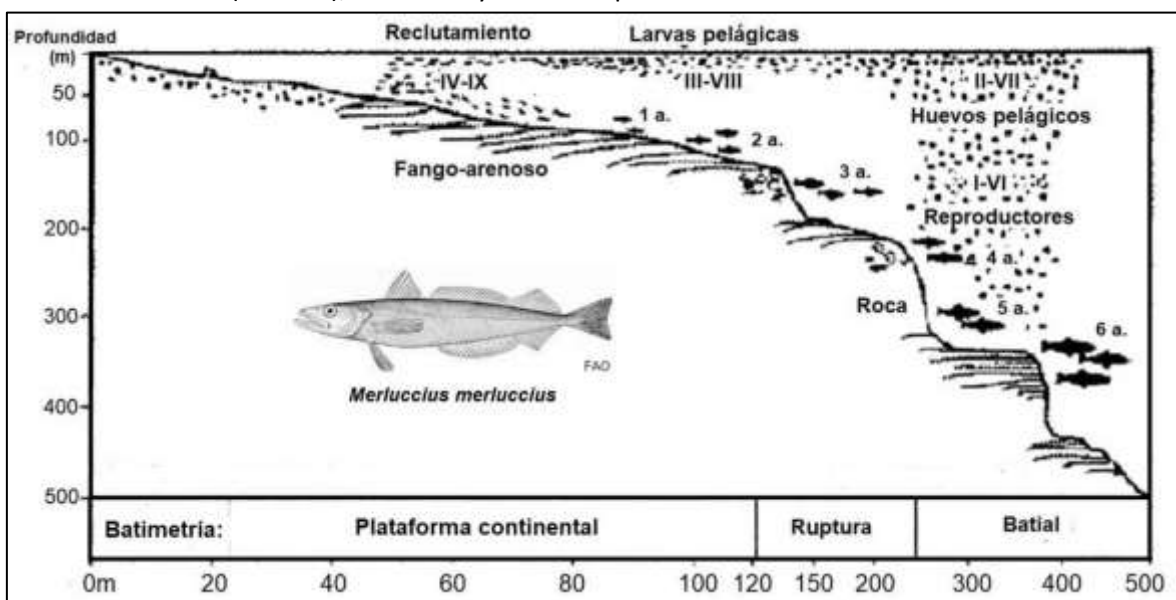 Profundidad
(m)
Reclutamiento
Larvas pelágicas
IV-IX
III-VIII
II-VII
50
Huevos pelágicos
1 a.
100
2 a.
Fango-arenoso
3 a.
I-VI
200
Reproductores
4 a.
300
Roca
5 a.
6 a.
FAO
Merluccius merluccius
400
500
Batimetría:
Plataforma continental
Ruptura
Batial
0m 20 40 60 80 100 120 150 200 300 400 500